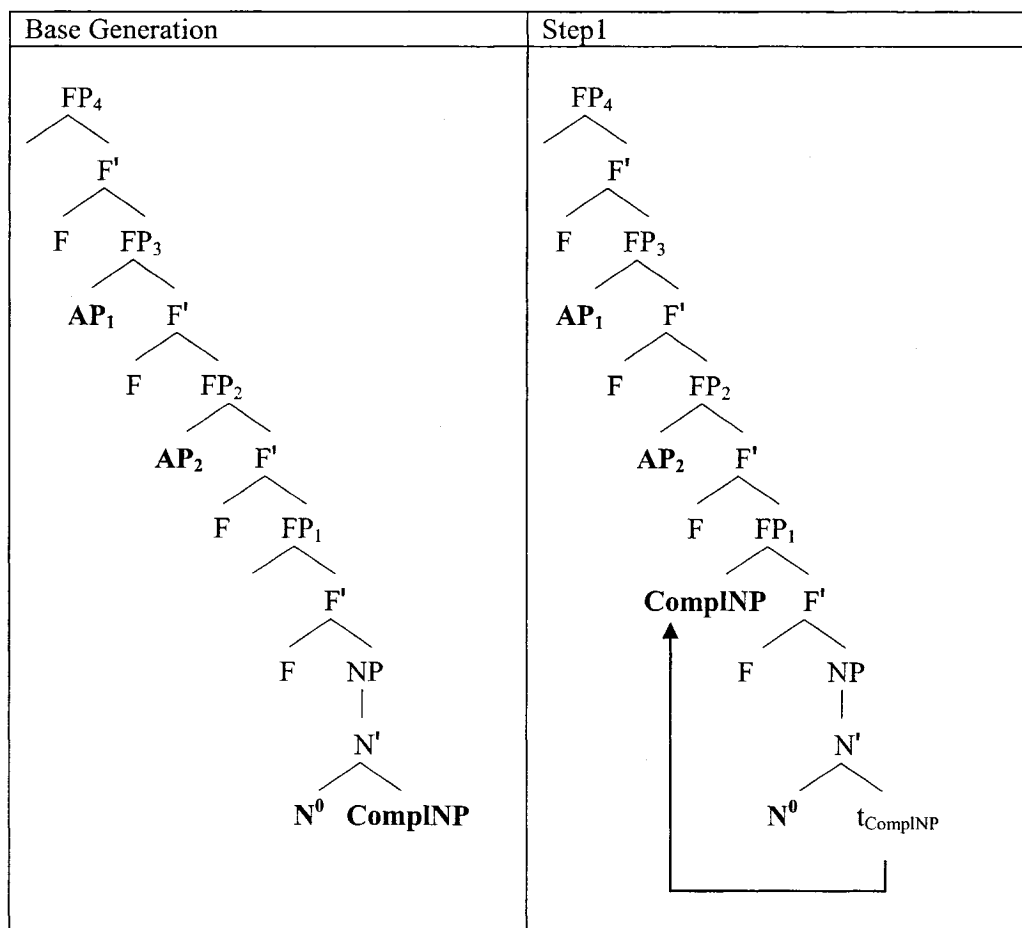 Base Generation Step1
FP₄ FP₄
F' F'
F FP₃ F FP₃
AP₁ F' AP₁ F'
F FP₂ F FP₂
AP₂ F' AP₂ F'
F FP₁ F FP₁
F' ComplNP F'
F NP F NP
N' N'
N⁰ ComplNP N⁰ t_ComplNP